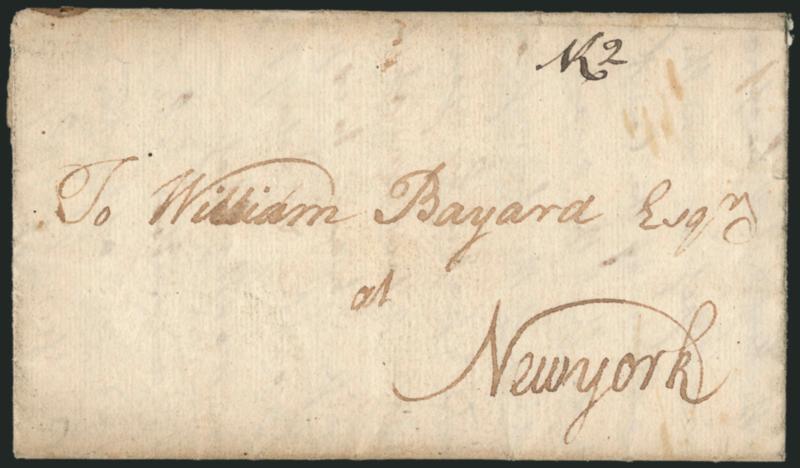 N2
To William Bayard Esqr
at
Newyork